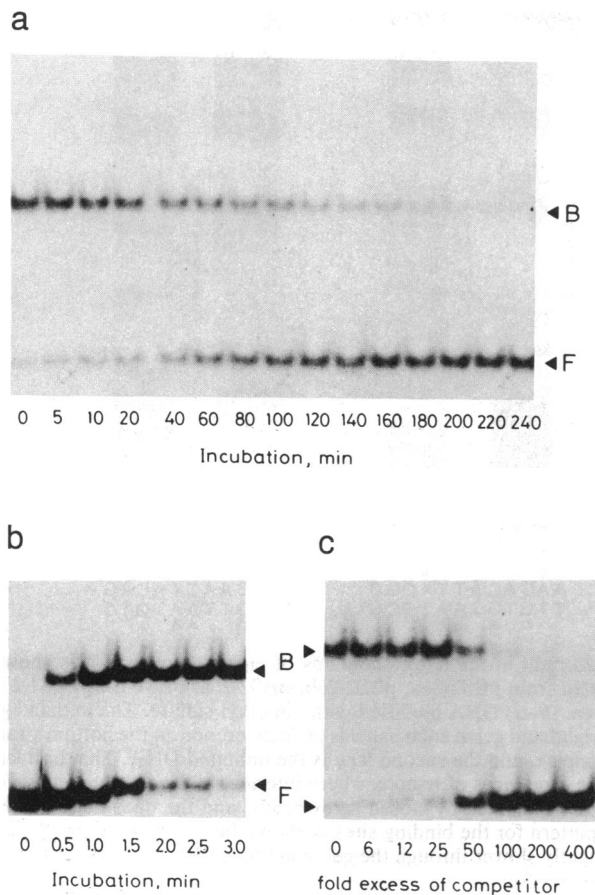 a
◄ B
◄ F
0 5 10 20 40 60 80 100 120 140 160 180 200 220 240
Incubation, min
b
c
B
F
0 0.5 1.0 1.5 2.0 2.5 3.0
Incubation, min
0 6 12 25 50 100 200 400
fold excess of competitor